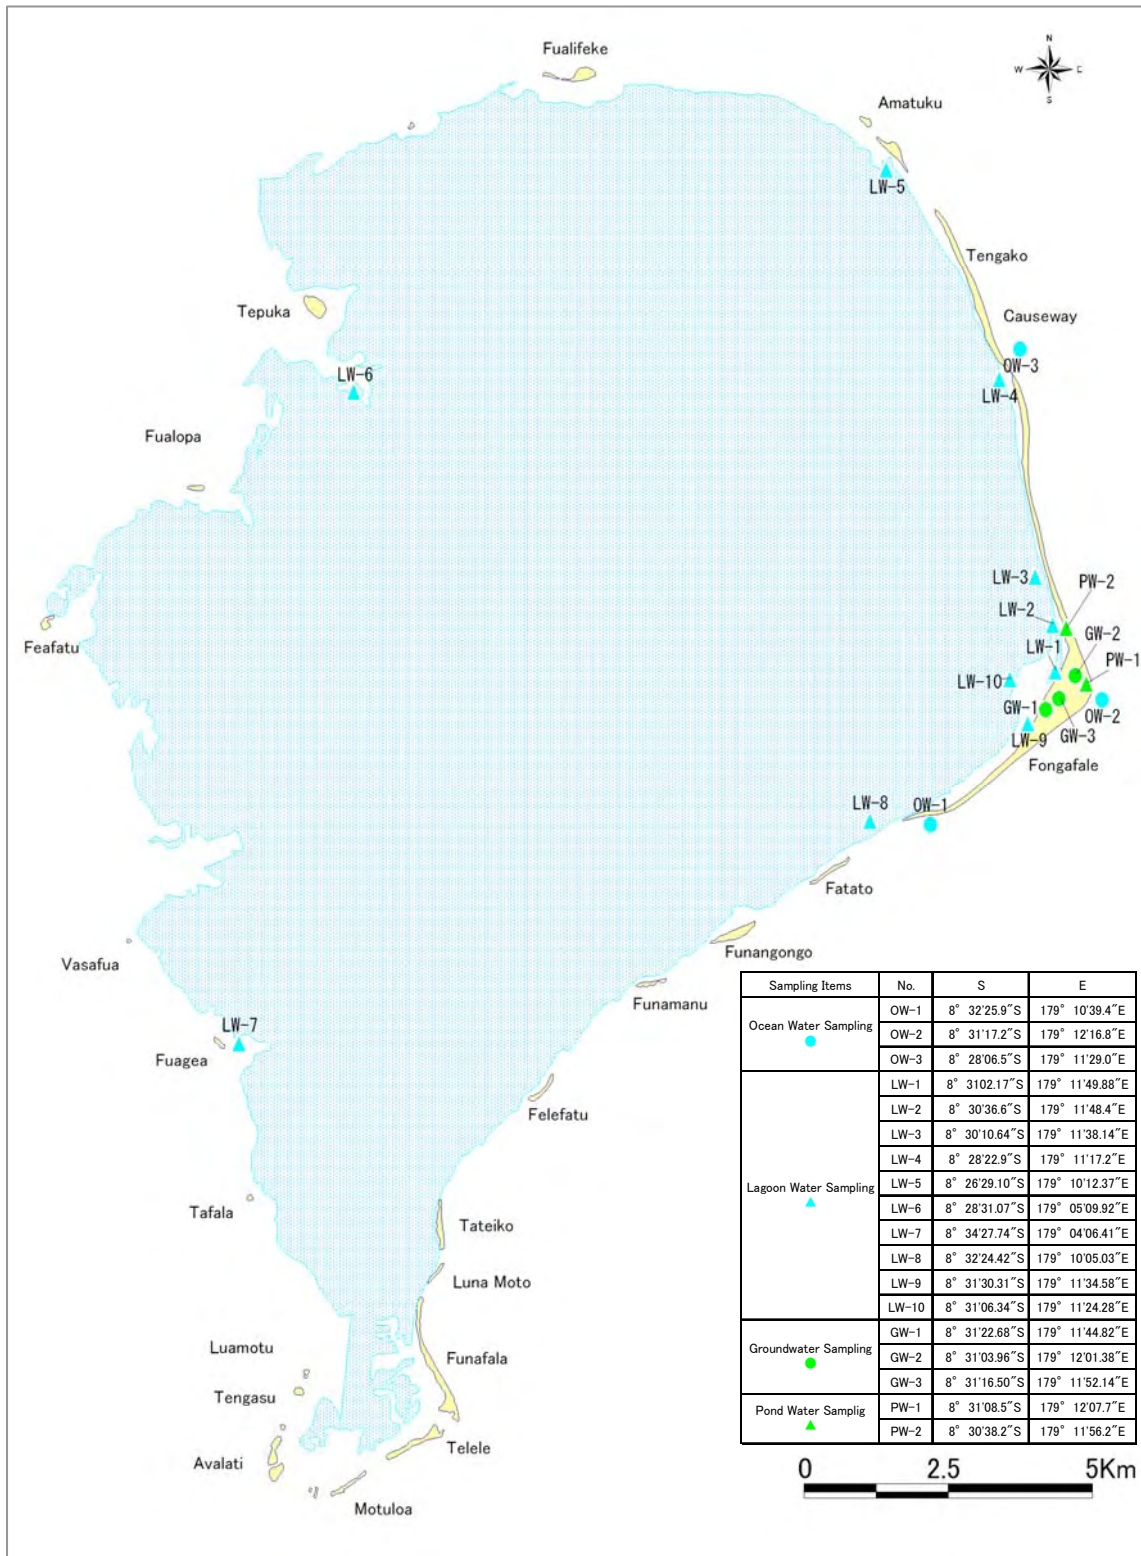 Fualifeke
N
W E
S
Amatuku
LW-5
Tengako
Tepuka
Causeway
OW-3
LW-6
LW-4
Fualopa
LW-3
PW-2
LW-2
GW-2
Feafatu
LW-1
PW-1
LW-10
GW-1
OW-2
LW-9
GW-3
Fongafale
LW-8
OW-1
Fatato
Vasafua
Funangongo
Funamanu
LW-7
Fuagea
Felefatu
Tafala
Tateiko
Luna Moto
Luamotu
Funafala
Tengasu
Telele
Avalati
Motuloa
Sampling Items No. S E
Ocean Water Sampling
OW-1 8° 32'25.9"S 179° 10'39.4"E
OW-2 8° 31'17.2"S 179° 12'16.8"E
OW-3 8° 28'06.5"S 179° 11'29.0"E
Lagoon Water Sampling
LW-1 8° 3102.17"S 179° 11'49.88"E
LW-2 8° 30'36.6"S 179° 11'48.4"E
LW-3 8° 30'10.64"S 179° 11'38.14"E
LW-4 8° 28'22.9"S 179° 11'17.2"E
LW-5 8° 26'29.10"S 179° 10'12.37"E
LW-6 8° 28'31.07"S 179° 05'09.92"E
LW-7 8° 34'27.74"S 179° 04'06.41"E
LW-8 8° 32'24.42"S 179° 10'05.03"E
LW-9 8° 31'30.31"S 179° 11'34.58"E
LW-10 8° 31'06.34"S 179° 11'24.28"E
Groundwater Sampling
GW-1 8° 31'22.68"S 179° 11'44.82"E
GW-2 8° 31'03.96"S 179° 12'01.38"E
GW-3 8° 31'16.50"S 179° 11'52.14"E
Pond Water Samplig
PW-1 8° 31'08.5"S 179° 12'07.7"E
PW-2 8° 30'38.2"S 179° 11'56.2"E
0 2.5 5Km